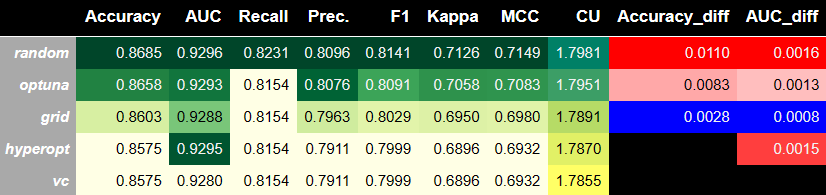 Accuracy AUC Recall Prec. F1 Kappa MCC CU Accuracy_diff AUC_diff
random 0.8685 0.9296 0.8231 0.8096 0.8141 0.7126 0.7149 1.7981 0.0110 0.0016
optuna 0.8658 0.9293 0.8154 0.8076 0.8091 0.7058 0.7083 1.7951 0.0083 0.0013
grid 0.8603 0.9288 0.8154 0.7963 0.8029 0.6950 0.6980 1.7891 0.0028 0.0008
hyperopt 0.8575 0.9295 0.8154 0.7911 0.7999 0.6896 0.6932 1.7870 0.0015
vc 0.8575 0.9280 0.8154 0.7911 0.7999 0.6896 0.6932 1.7855